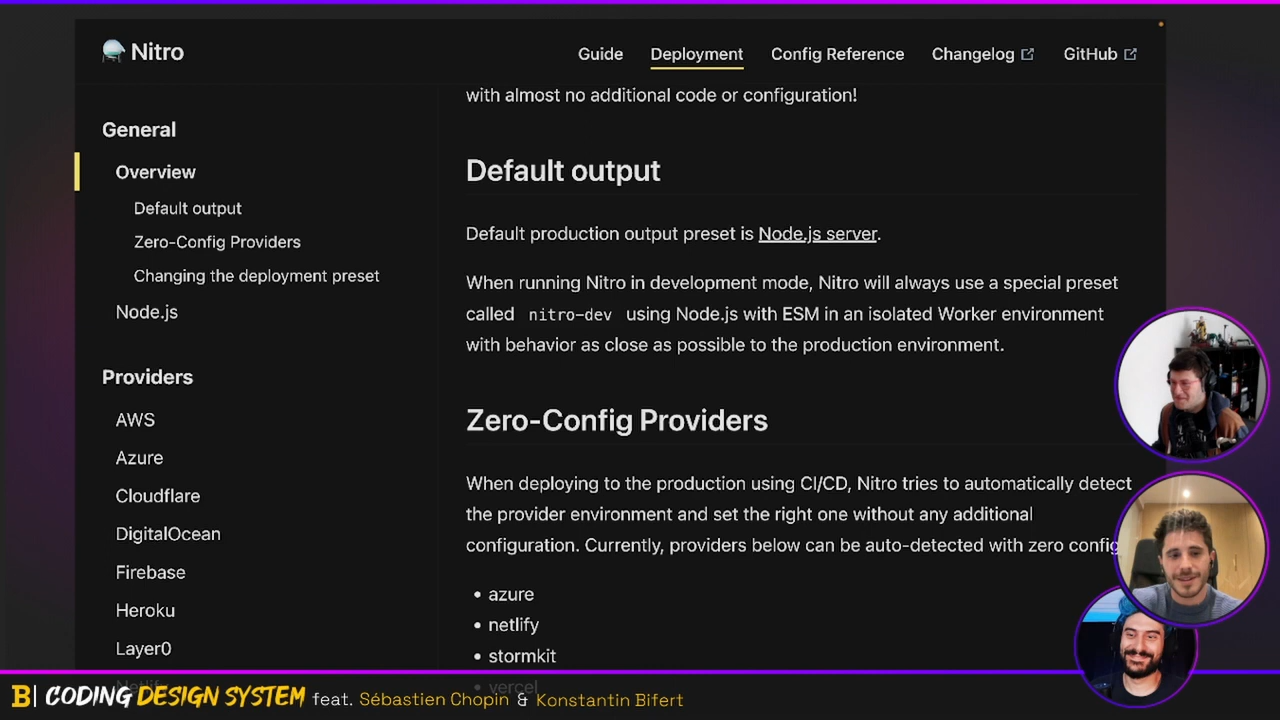 Nitro
Guide Deployment Config Reference Changelog GitHub
with almost no additional code or configuration!
General
Overview
Default output
Zero-Config Providers
Changing the deployment preset
Node.js
Providers
AWS
Azure
Cloudflare
DigitalOcean
Firebase
Heroku
Layer0
Netlify
Default output
Default production output preset is Node.js server.
When running Nitro in development mode, Nitro will always use a special preset
called nitro-dev using Node.js with ESM in an isolated Worker environment
with behavior as close as possible to the production environment.
Zero-Config Providers
When deploying to the production using CI/CD, Nitro tries to automatically detect
the provider environment and set the right one without any additional
configuration. Currently, providers below can be auto-detected with zero config
• azure
• netlify
• stormkit
• vercel
B| CODING DESIGN SYSTEM feat. Sébastien Chopin & Konstantin Bifert